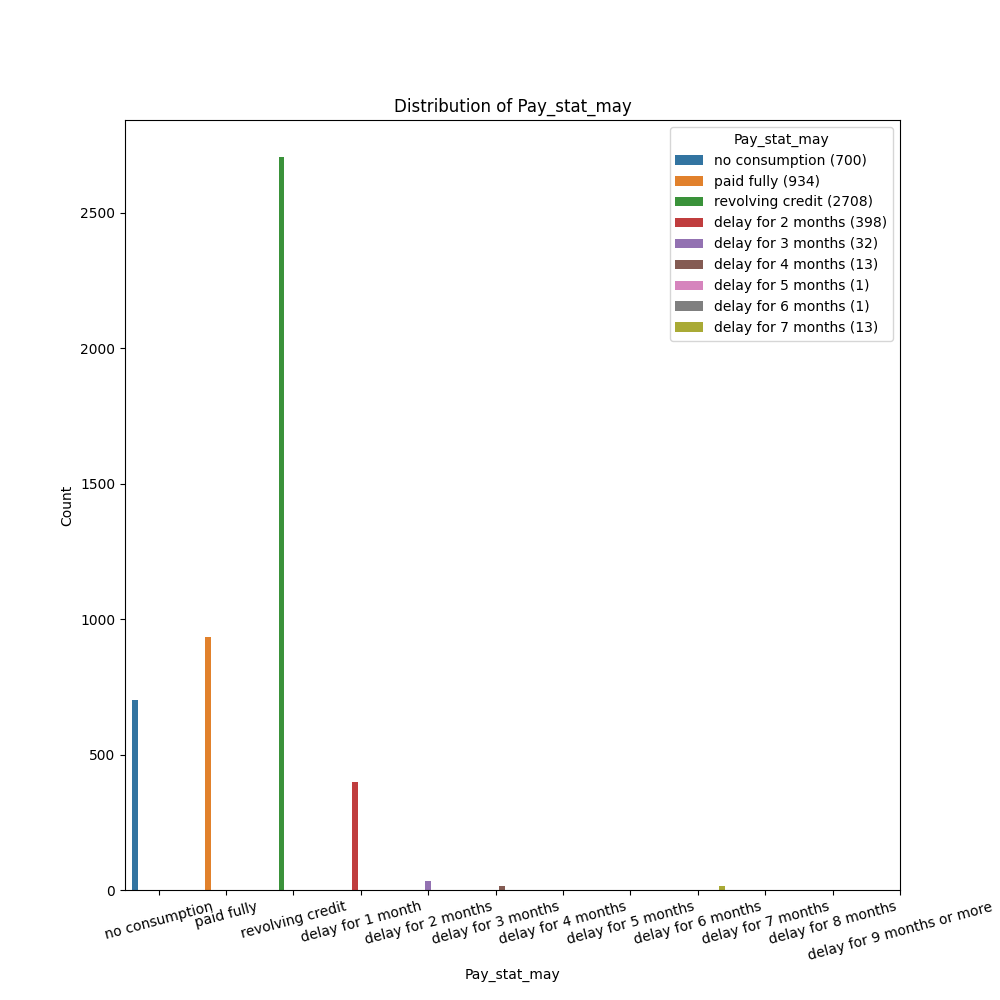 Distribution of Pay_stat_may
Pay_stat_may
no consumption (700)
paid fully (934)
revolving credit (2708)
delay for 2 months (398)
delay for 3 months (32)
delay for 4 months (13)
delay for 5 months (1)
delay for 6 months (1)
delay for 7 months (13)
Count
2500
2000
1500
1000
500
0
no consumption
paid fully
revolving credit
delay for 1 month
delay for 2 months
delay for 3 months
delay for 4 months
delay for 5 months
delay for 6 months
delay for 7 months
delay for 8 months
delay for 9 months or more
Pay_stat_may